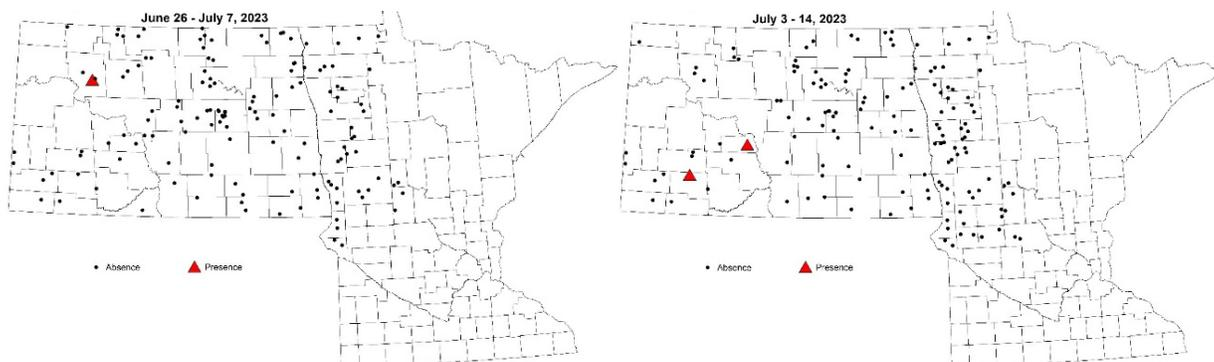 June 26 - July 7, 2023
Absence
Presence
July 3 - 14, 2023
Absence
Presence